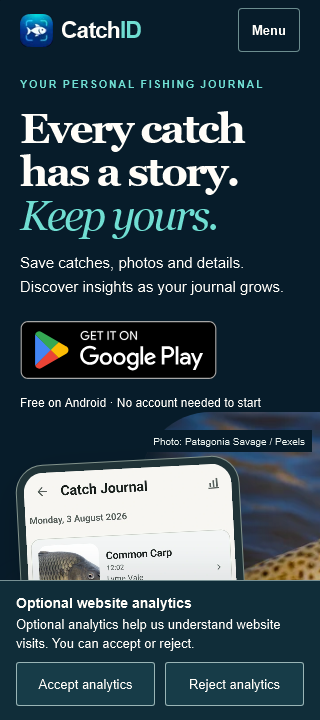 CatchID
Menu
YOUR PERSONAL FISHING JOURNAL
Every catch
has a story.
Keep yours.
Save catches, photos and details.
Discover insights as your journal grows.
GET IT ON
Google Play
Free on Android · No account needed to start
Photo: Patagonia Savage / Pexels
Catch Journal
Monday, 3 August 2026
Common Carp
12:02
Optional website analytics
Optional analytics help us understand website
visits. You can accept or reject.
Accept analytics
Reject analytics